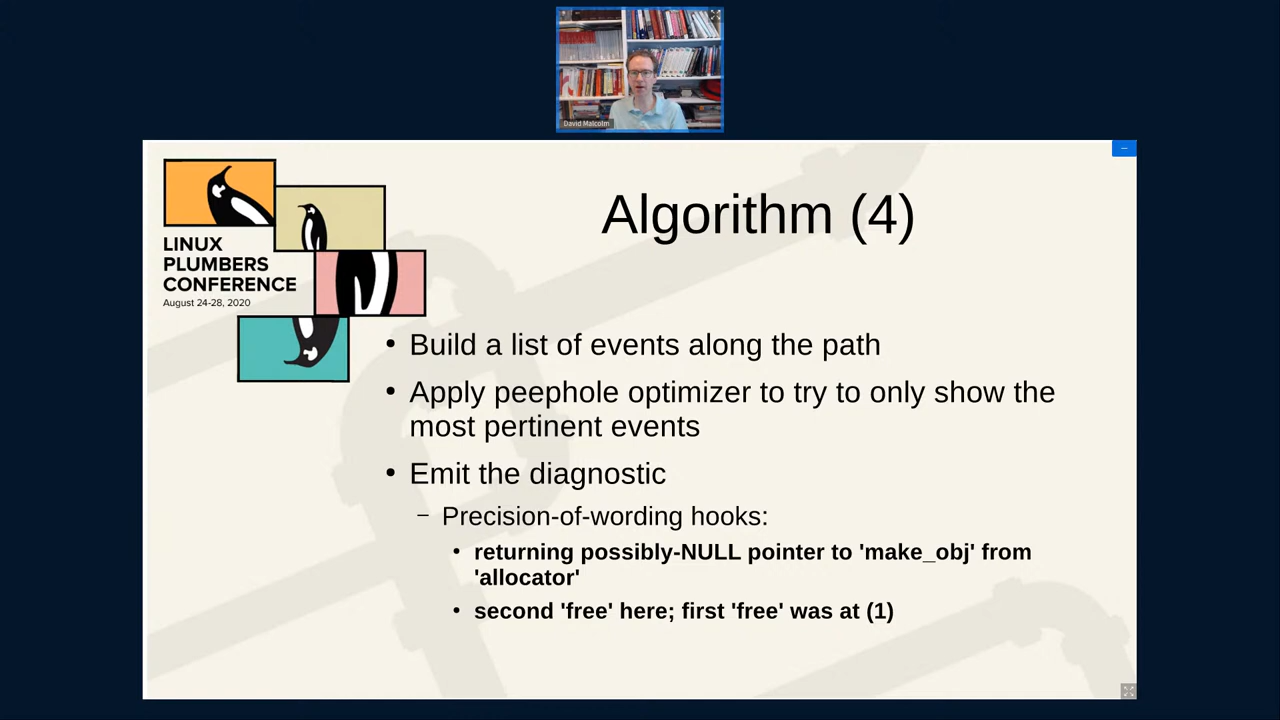 David Malcolm
Algorithm (4)
LINUX
PLUMBERS
CONFERENCE
August 24-28, 2020
• Build a list of events along the path
• Apply peephole optimizer to try to only show the
most pertinent events
• Emit the diagnostic
– Precision-of-wording hooks:
• returning possibly-NULL pointer to 'make_obj' from
'allocator'
• second 'free' here; first 'free' was at (1)